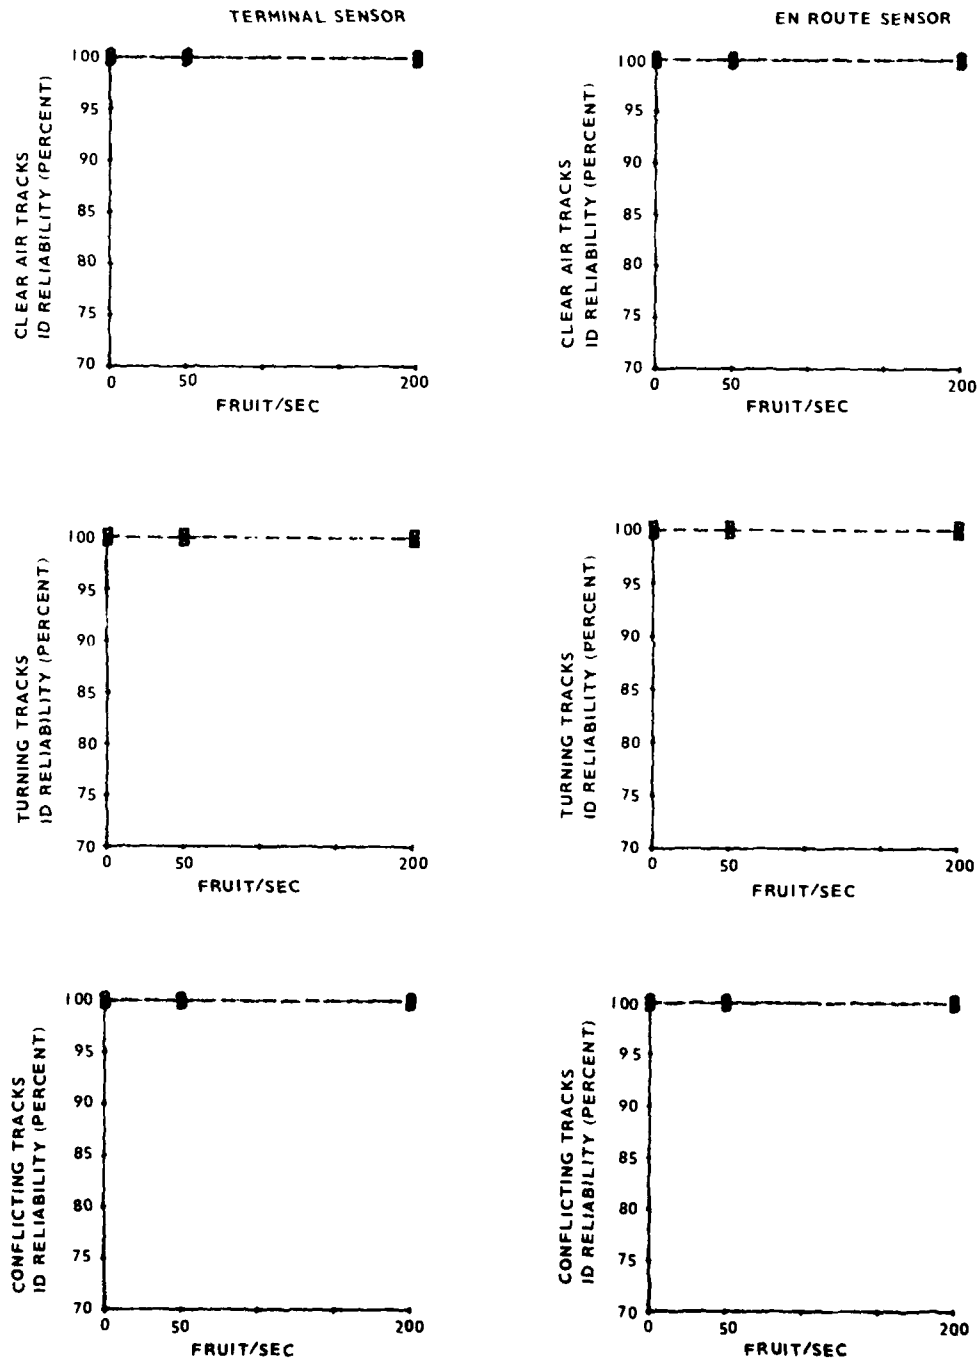 TERMINAL SENSOR
EN ROUTE SENSOR
CLEAR AIR TRACKS
ID RELIABILITY (PERCENT)
100
95
90
85
80
75
70
0 50 200
FRUIT/SEC
CLEAR AIR TRACKS
ID RELIABILITY (PERCENT)
100
95
90
85
80
75
70
0 50 200
FRUIT/SEC
TURNING TRACKS
ID RELIABILITY (PERCENT)
100
95
90
85
80
75
70
0 50 200
FRUIT/SEC
TURNING TRACKS
ID RELIABILITY (PERCENT)
100
95
90
85
80
75
70
0 50 200
FRUIT/SEC
CONFLICTING TRACKS
ID RELIABILITY (PERCENT)
100
95
90
85
80
75
70
0 50 200
FRUIT/SEC
CONFLICTING TRACKS
ID RELIABILITY (PERCENT)
100
95
90
85
80
75
70
0 50 200
FRUIT/SEC